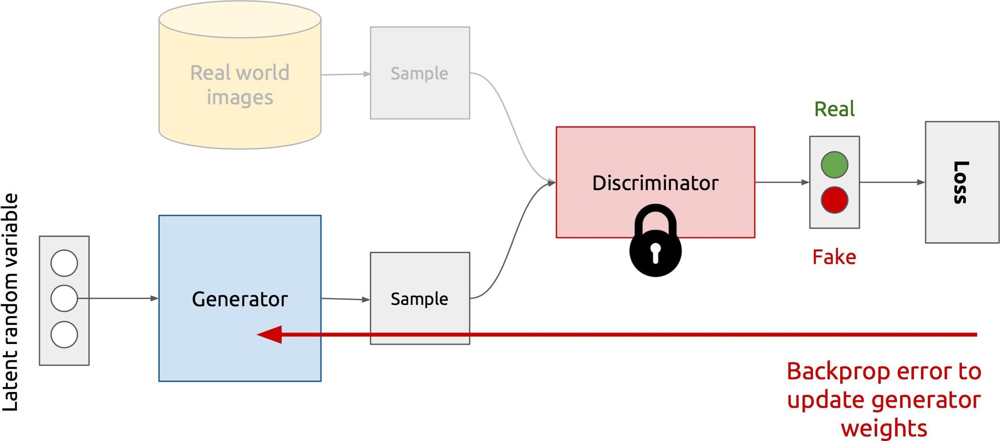 Real world
images
Sample
Real
Discriminator
Loss
Fake
Latent random variable
Generator
Sample
Backprop error to
update generator
weights